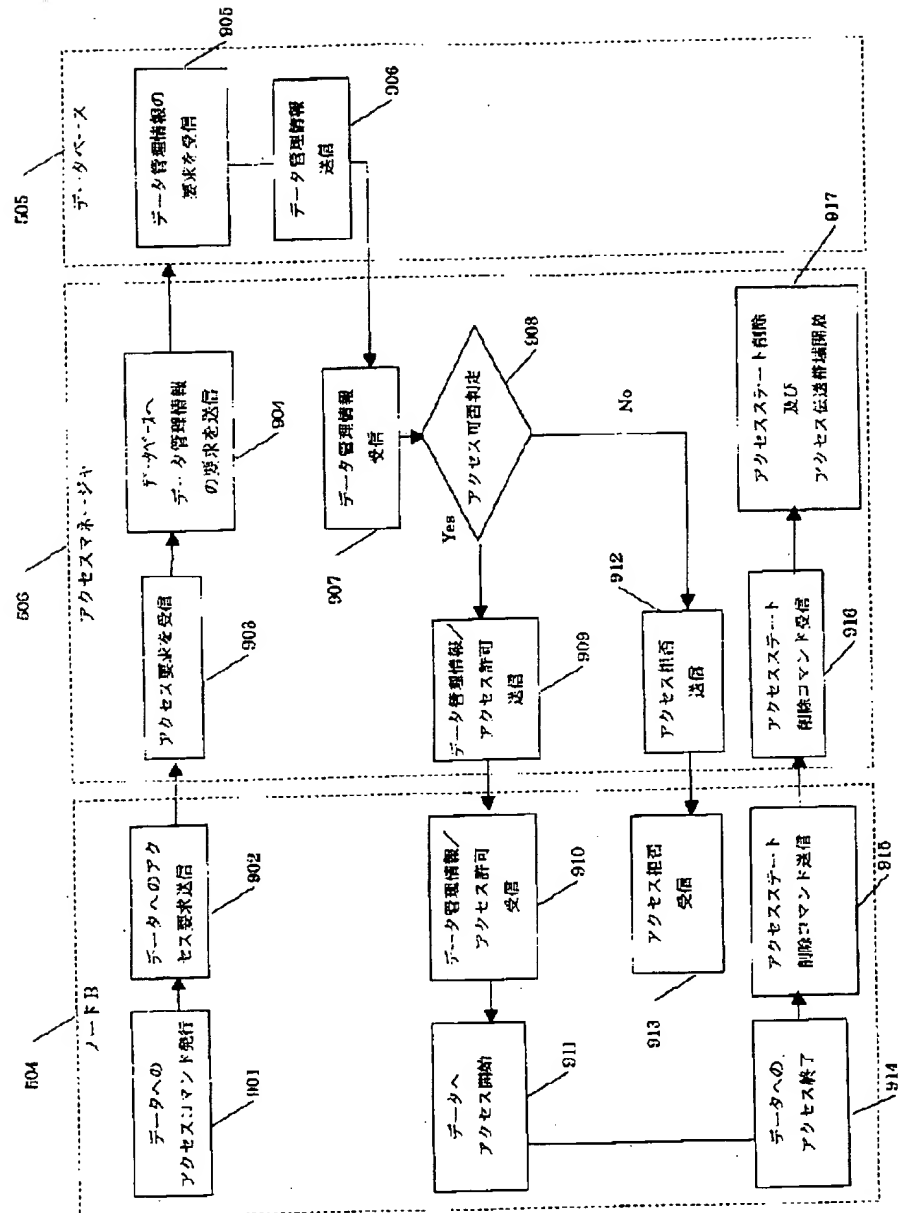 504
ノードB
データへの
アクセスコマンド発行
901
データへのアク
セス要求送信
902
506
アクセスマネージャ
アクセス要求を受信
903
データベースへ
データ管理情報
の要求を送信
904
505
データベース
データ管理情報の
要求を受信
905
データ管理情報
送信
906
データ管理情報
受信
907
アクセス可否判定
908
Yes
No
データ管理情報/
アクセス許可
送信
909
データ管理情報/
アクセス許可
受信
910
データへ
アクセス開始
911
アクセス拒否
送信
912
アクセス拒否
受信
913
データへの
アクセス終了
914
アクセスステート
削除コマンド送信
915
アクセスステート
削除コマンド受信
916
アクセスステート削除
及び
アクセス伝送帯域開放
917